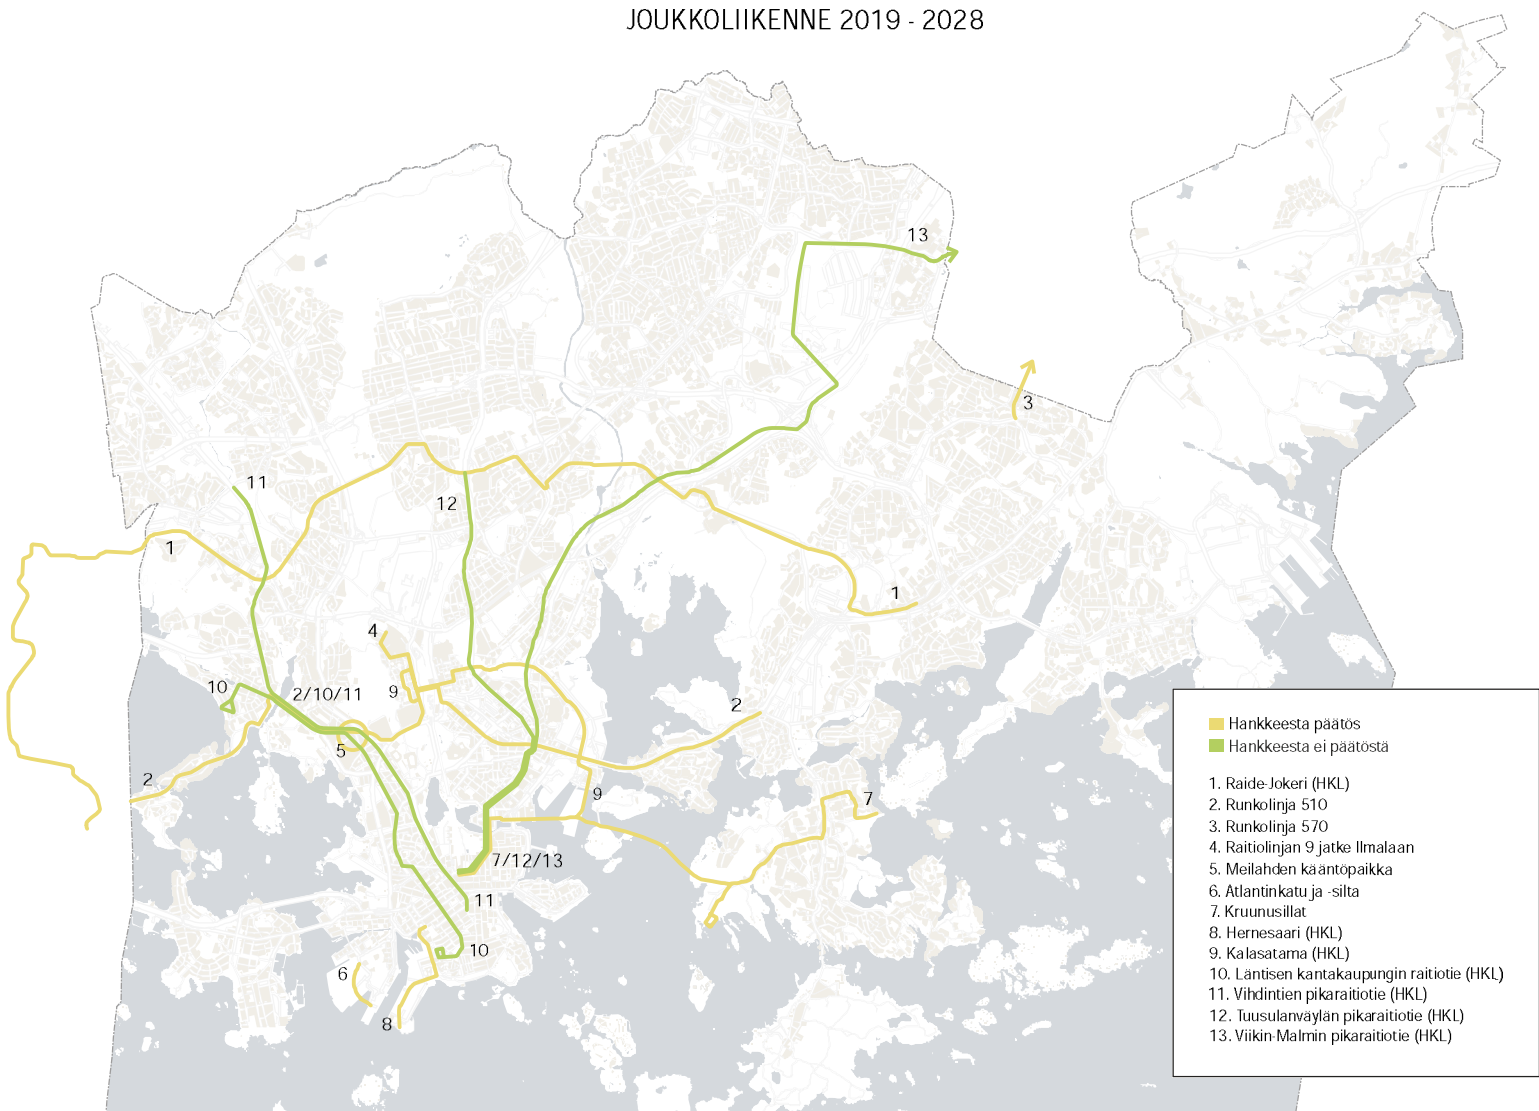 JOUKKOLIIKENNE 2019 - 2028
13
3
11
12
1
1
4
10
2/10/11
9
2
5
2
9
7
7/12/13
11
10
6
8
Hankkeesta päätös
Hankkeesta ei päätöstä
1. Raide-Jokeri (HKL)
2. Runkolinja 510
3. Runkolinja 570
4. Raitiolinjan 9 jatke Ilmalaan
5. Meilahden kääntöpaikka
6. Atlantinkatu ja -silta
7. Kruunusillat
8. Hernesaari (HKL)
9. Kalasatama (HKL)
10. Läntisen kantakaupungin raitiotie (HKL)
11. Vihdintien pikaraitiotie (HKL)
12. Tuusulanväylän pikaraitiotie (HKL)
13. Viikin-Malmin pikaraitiotie (HKL)